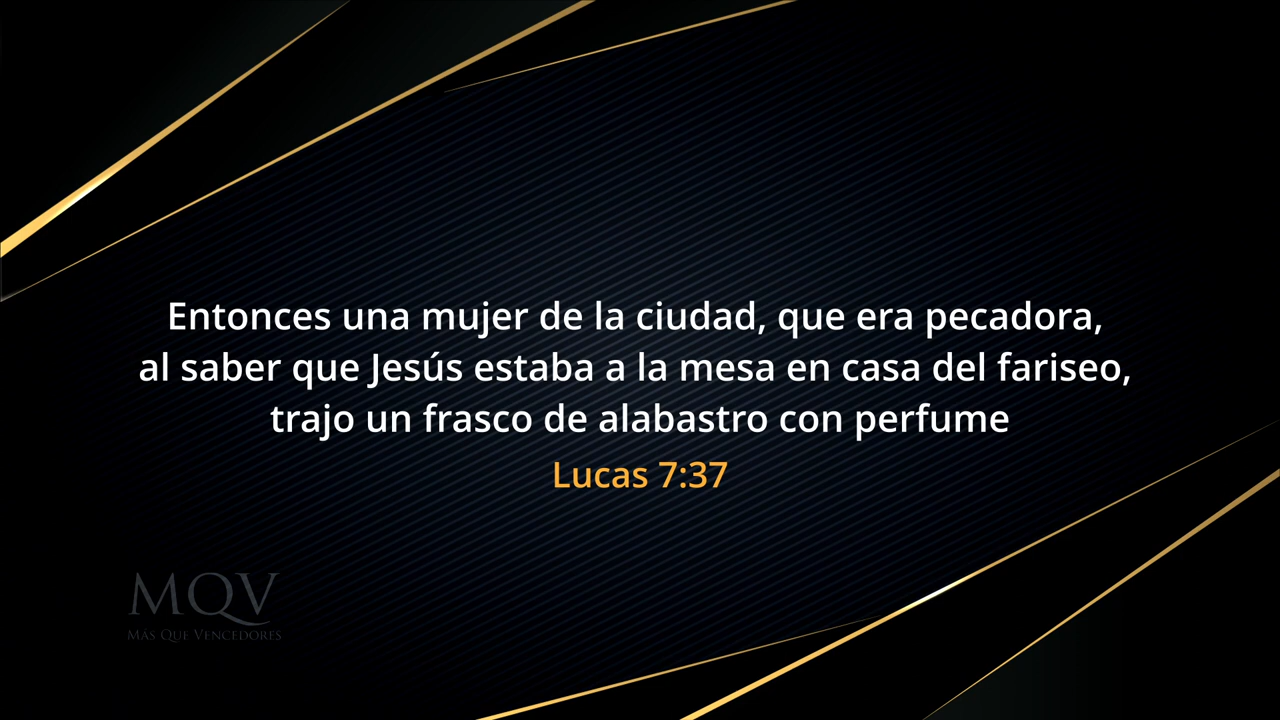 Entonces una mujer de la ciudad, que era pecadora,
al saber que Jesús estaba a la mesa en casa del fariseo,
trajo un frasco de alabastro con perfume
Lucas 7:37
MQV
Más Que Vencedores